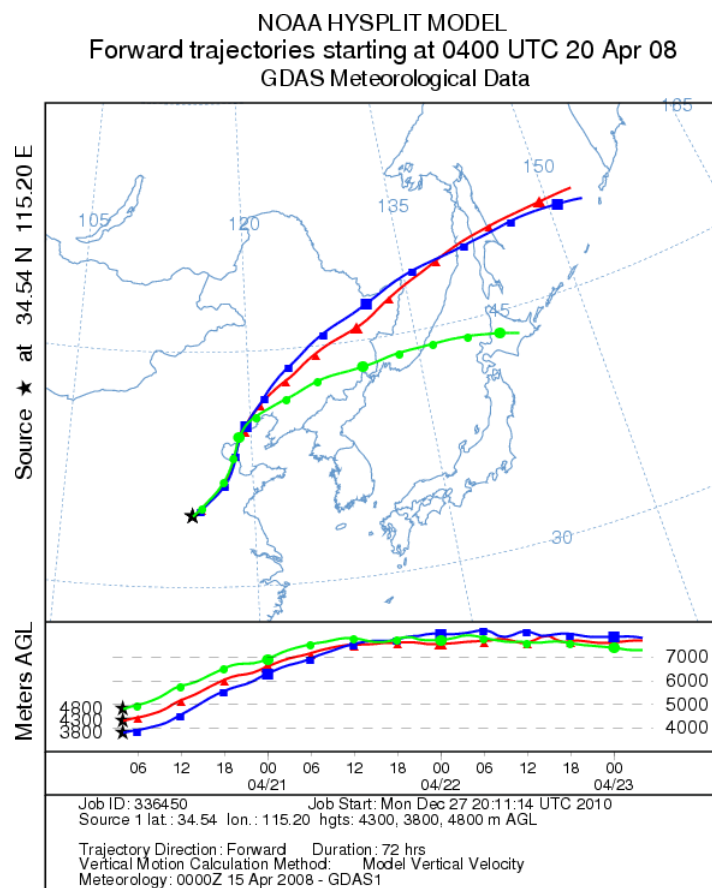 NOAA HYSPLIT MODEL
Forward trajectories starting at 0400 UTC 20 Apr 08
GDAS Meteorological Data
Source ★ at 34.54 N 115.20 E
105
120
135
150
165
45
30
Meters AGL
4800
4300
3800
7000
6000
5000
4000
06 12 18 00 06 12 18 00 06 12 18 00
04/21 04/22 04/23
Job ID: 336450 Job Start: Mon Dec 27 20:11:14 UTC 2010
Source 1 lat.: 34.54 lon.: 115.20 hgts: 4300, 3800, 4800 m AGL
Trajectory Direction: Forward Duration: 72 hrs
Vertical Motion Calculation Method: Model Vertical Velocity
Meteorology: 0000Z 15 Apr 2008 - GDAS1